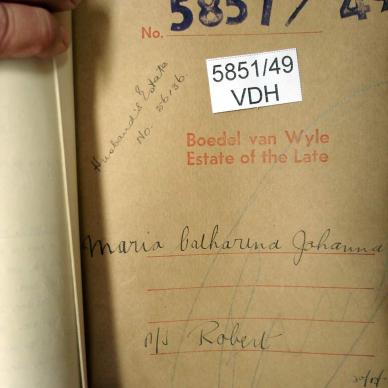 No. 5851 / 49
5851/49
VDH
Husband's Estate
No.
Boedel van Wyle
Estate of the Late
Maria Catharina Johanna
n/s Robert